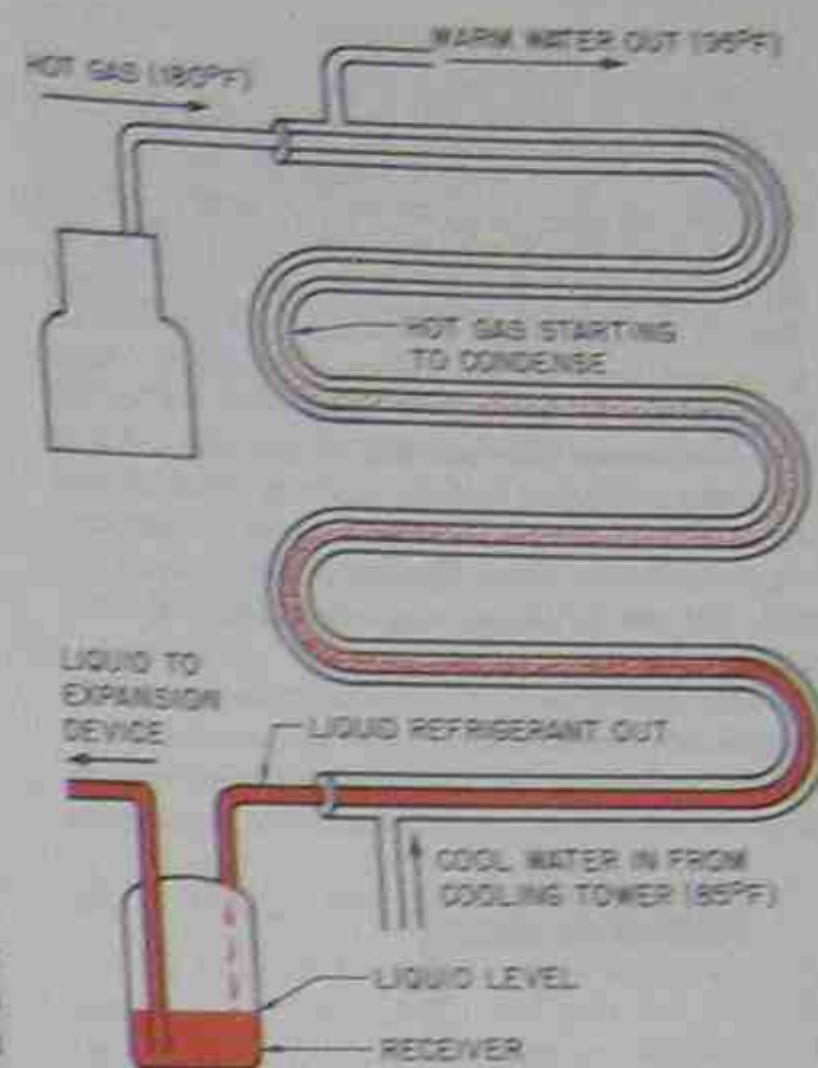 WARM WATER OUT (95°F)
HOT GAS (180°F)
HOT GAS STARTING
TO CONDENSE
LIQUID TO
EXPANSION
DEVICE
LIQUID REFRIGERANT OUT
COOL WATER IN FROM
COOLING TOWER (85°F)
LIQUID LEVEL
RECEIVER